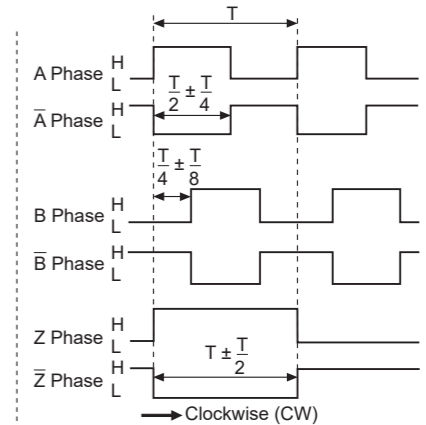 T
A Phase H
L
A̅ Phase H
L
T/2 ± T/4
T/4 ± T/8
B Phase H
L
B̅ Phase H
L
Z Phase H
L
T ± T/2
Z̅ Phase H
L
Clockwise (CW)